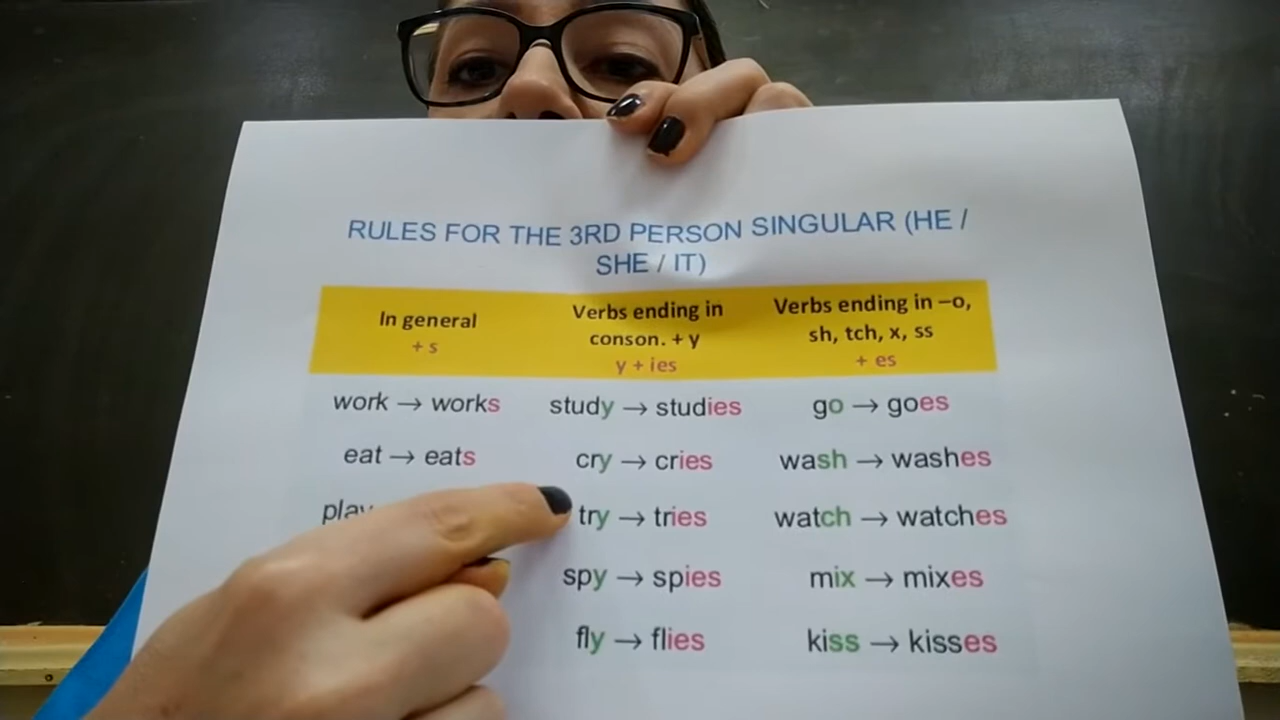 RULES FOR THE 3RD PERSON SINGULAR (HE /
SHE / IT)
In general
+ s
Verbs ending in
conson. + y
y + ies
Verbs ending in –o,
sh, tch, x, ss
+ es
work → works
study → studies
go → goes
eat → eats
cry → cries
wash → washes
play
try → tries
watch → watches
spy → spies
mix → mixes
fly → flies
kiss → kisses